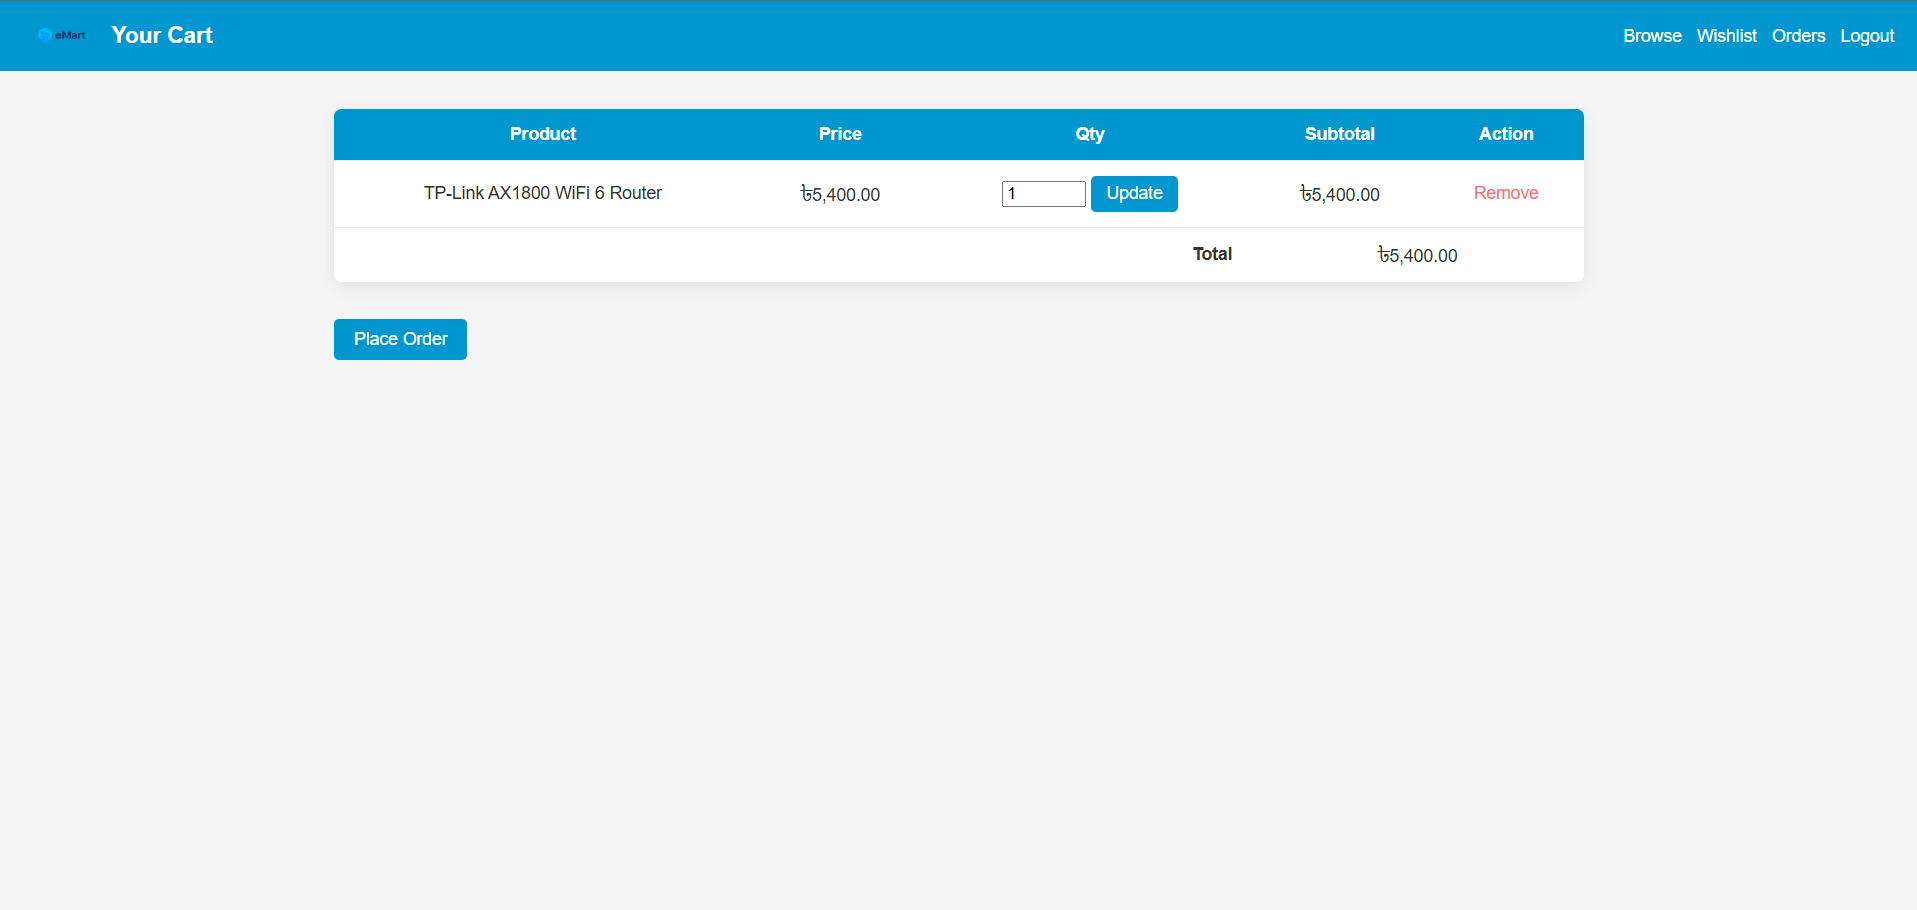 eMart Your Cart Browse Wishlist Orders Logout
Product Price Qty Subtotal Action
TP-Link AX1800 WiFi 6 Router ৳5,400.00 1 Update ৳5,400.00 Remove
Total ৳5,400.00
Place Order